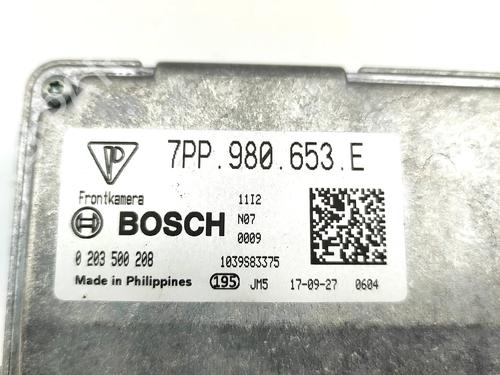 7PP.980.653.E
Frontkamera
11I2
BOSCH
N07
0009
0 203 500 208
1039S83375
Made in Philippines
195
JM5
17-09-27
0604